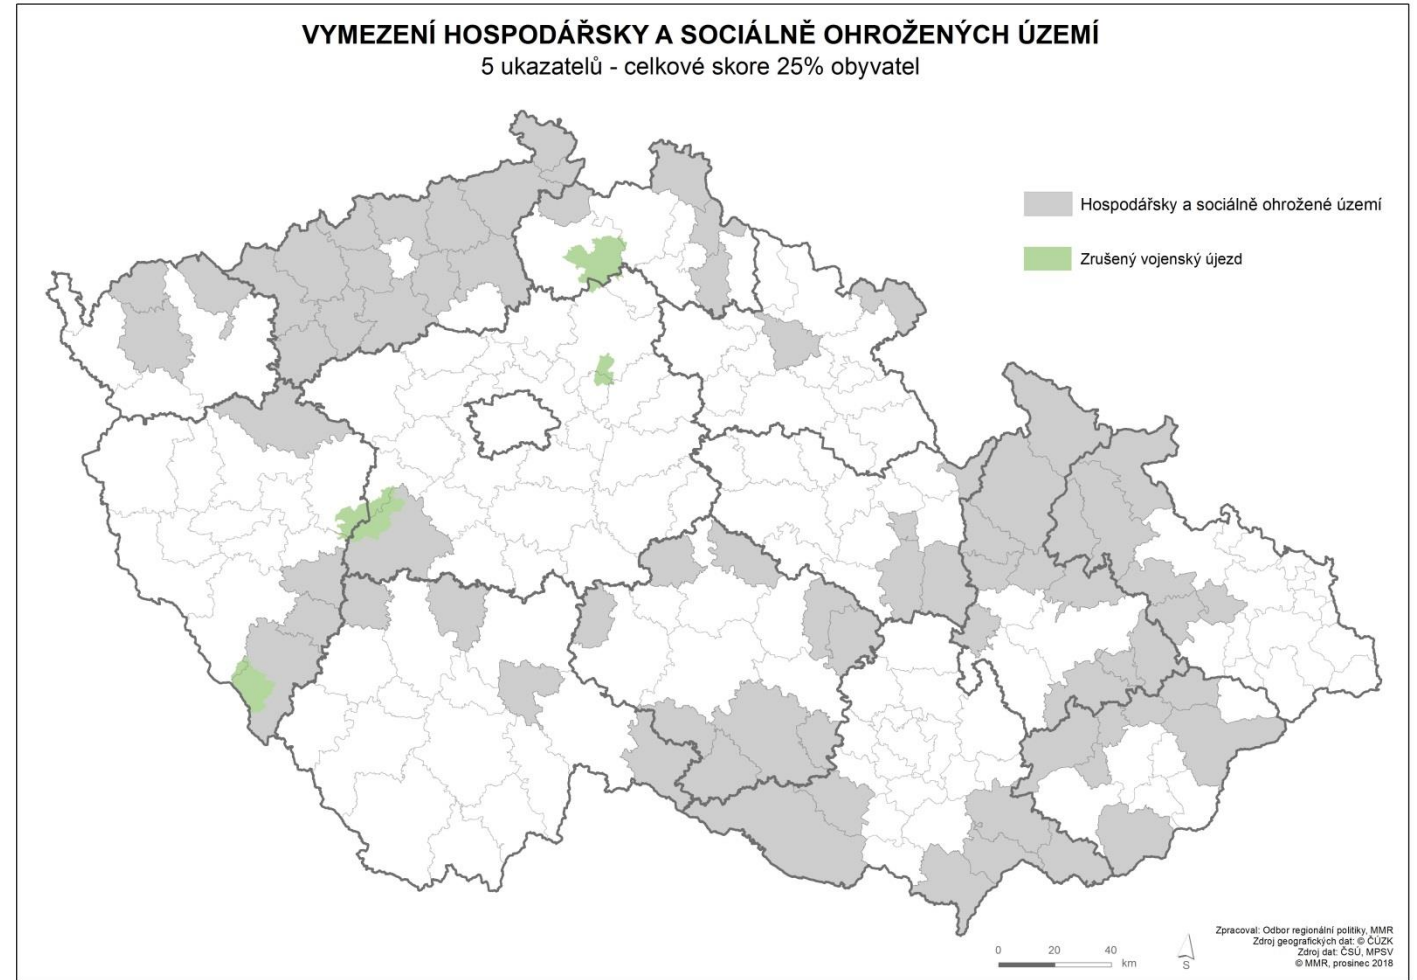 VYMEZENÍ HOSPODÁŘSKY A SOCIÁLNĚ OHROŽENÝCH ÚZEMÍ
5 ukazatelů - celkové skore 25% obyvatel
Hospodářsky a sociálně ohrožené území
Zrušený vojenský újezd
Zpracoval: Odbor regionální politiky, MMR
Zdroj geografických dat: © ČÚZK
Zdroj dat: ČSÚ, MPSV
© MMR, prosinec 2018
0 20 40
km
S